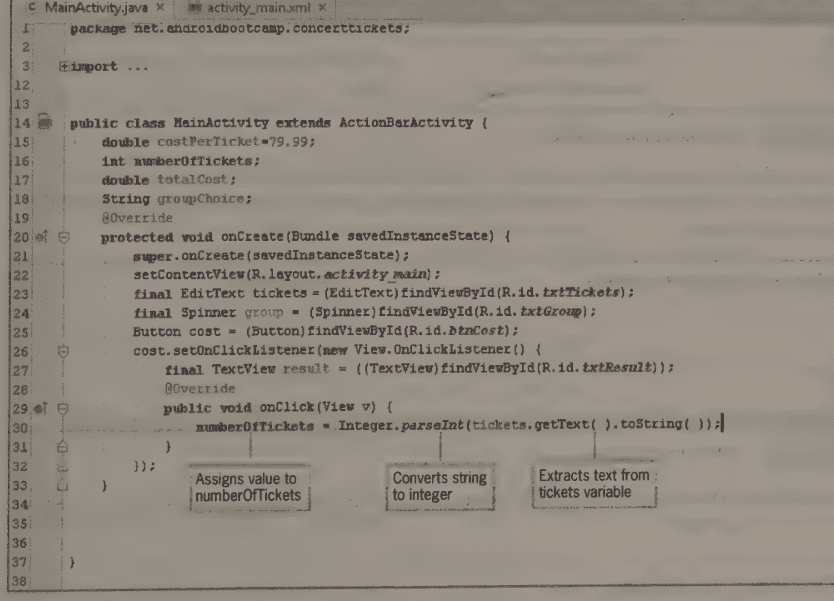 MainActivity.java × activity_main.xml ×
1 package net.androidbootcamp.concerttickets;
2
3 import ...
12
13
14 public class MainActivity extends ActionBarActivity {
15 double costPerTicket=79.99;
16 int numberOfTickets;
17 double totalCost;
18 String groupChoice;
19 @Override
20 protected void onCreate(Bundle savedInstanceState) {
21 super.onCreate(savedInstanceState);
22 setContentView(R.layout.activity_main);
23 final EditText tickets = (EditText)findViewById(R.id.txtTickets);
24 final Spinner group = (Spinner)findViewById(R.id.txtGroup);
25 Button cost = (Button)findViewById(R.id.btnCost);
26 cost.setOnClickListener(new View.OnClickListener() {
27 final TextView result = ((TextView)findViewById(R.id.txtResult));
28 @Override
29 public void onClick(View v) {
30 numberOfTickets = Integer.parseInt(tickets.getText( ).toString( ));
31 }
32 });
33 }
34
35
36
37 }
38
Assigns value to
numberOfTickets
Converts string
to integer
Extracts text from
tickets variable